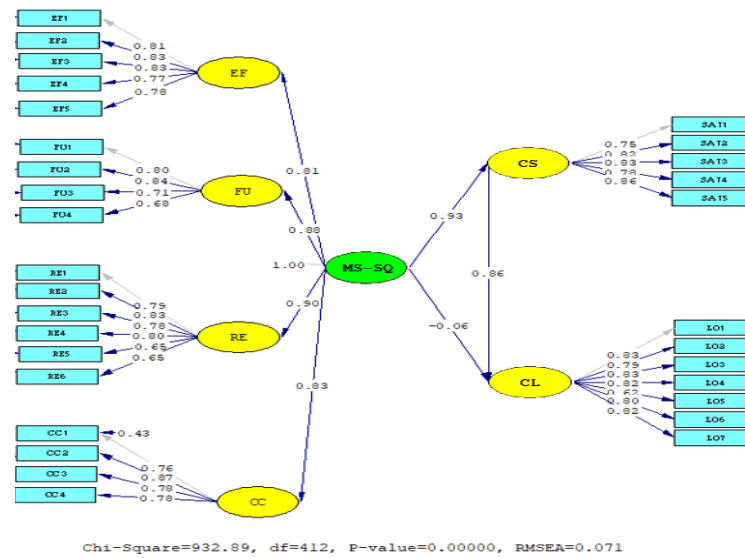 EF1
EF2
EF3
EF4
EF5
0.81
0.83
0.83
0.77
0.78
EF
FU1
FU2
FU3
FU4
0.80
0.84
0.71
0.68
FU
RE1
RE2
RE3
RE4
RE5
RE6
0.79
0.83
0.78
0.80
0.65
0.65
RE
CC1
CC2
CC3
CC4
0.43
0.76
0.87
0.78
0.78
CC
0.81
0.88
0.90
0.83
1.00
MS-SQ
0.93
-0.06
0.86
CS
CL
0.75
0.82
0.83
0.78
0.86
SAT1
SAT2
SAT3
SAT4
SAT5
0.83
0.79
0.83
0.82
0.62
0.80
0.82
LO1
LO2
LO3
LO4
LO5
LO6
LO7
Chi-Square=932.89, df=412, P-value=0.00000, RMSEA=0.071